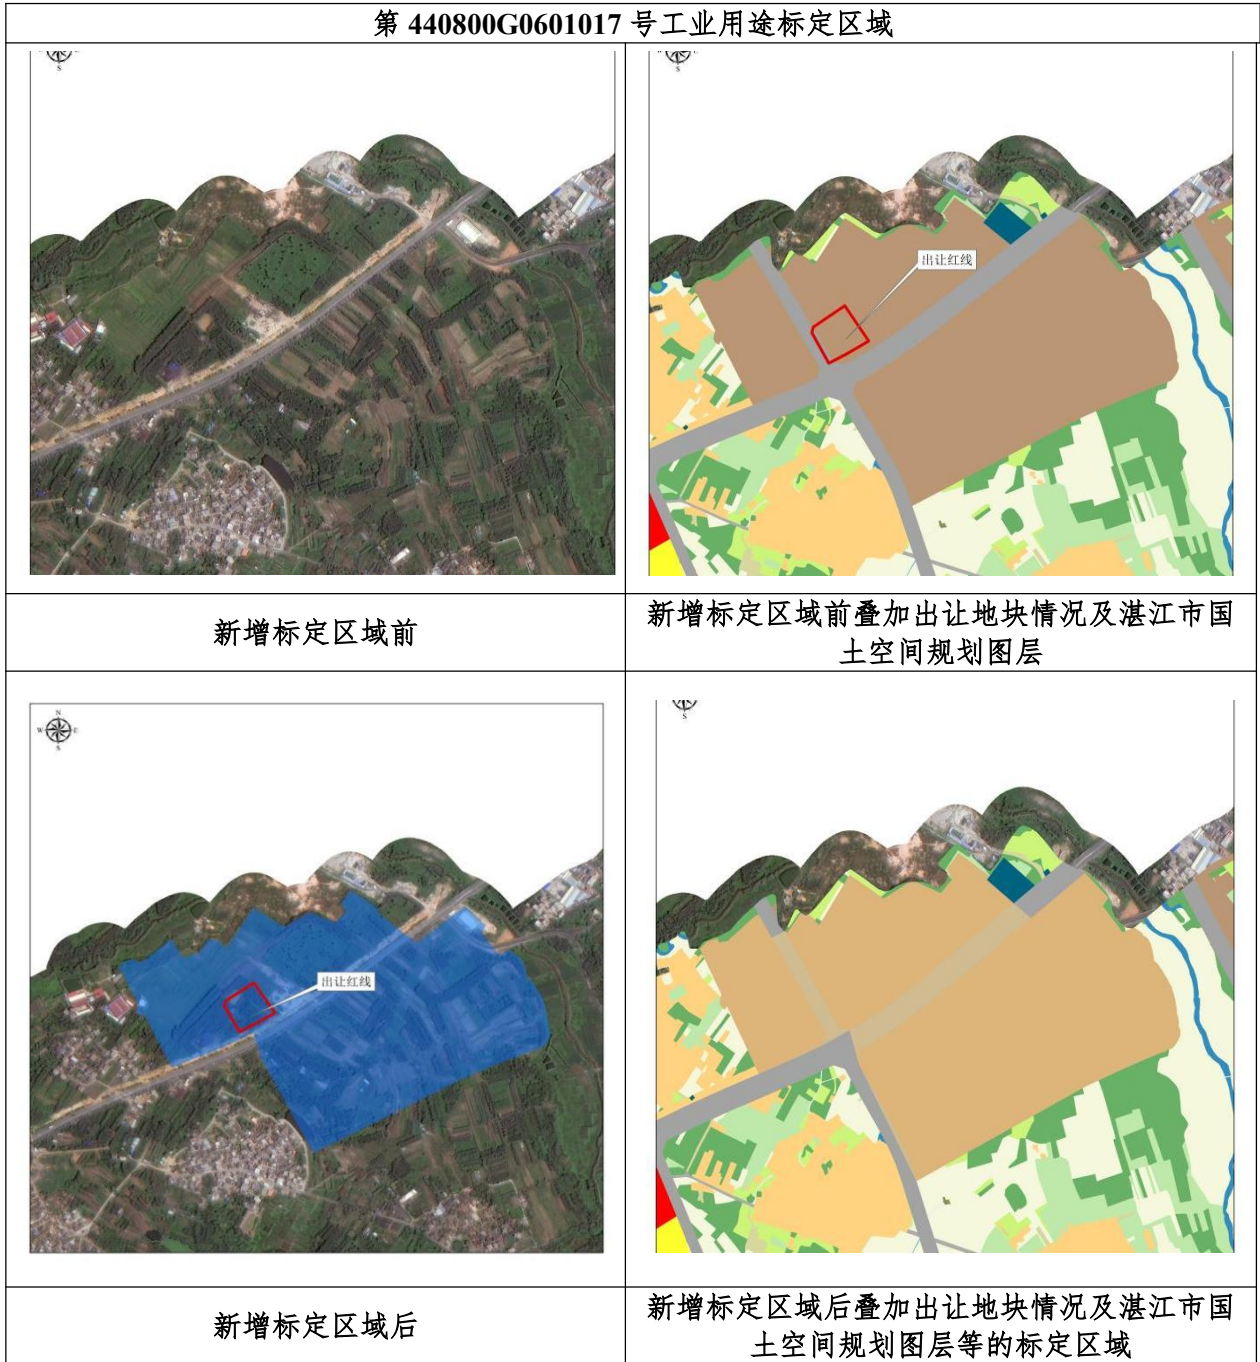 第 440800G0601017 号工业用途标定区域
S
S
出让红线
新增标定区域前
新增标定区域前叠加出让地块情况及湛江市国
土空间规划图层
N
W E
S
S
出让红线
新增标定区域后
新增标定区域后叠加出让地块情况及湛江市国
土空间规划图层等的标定区域